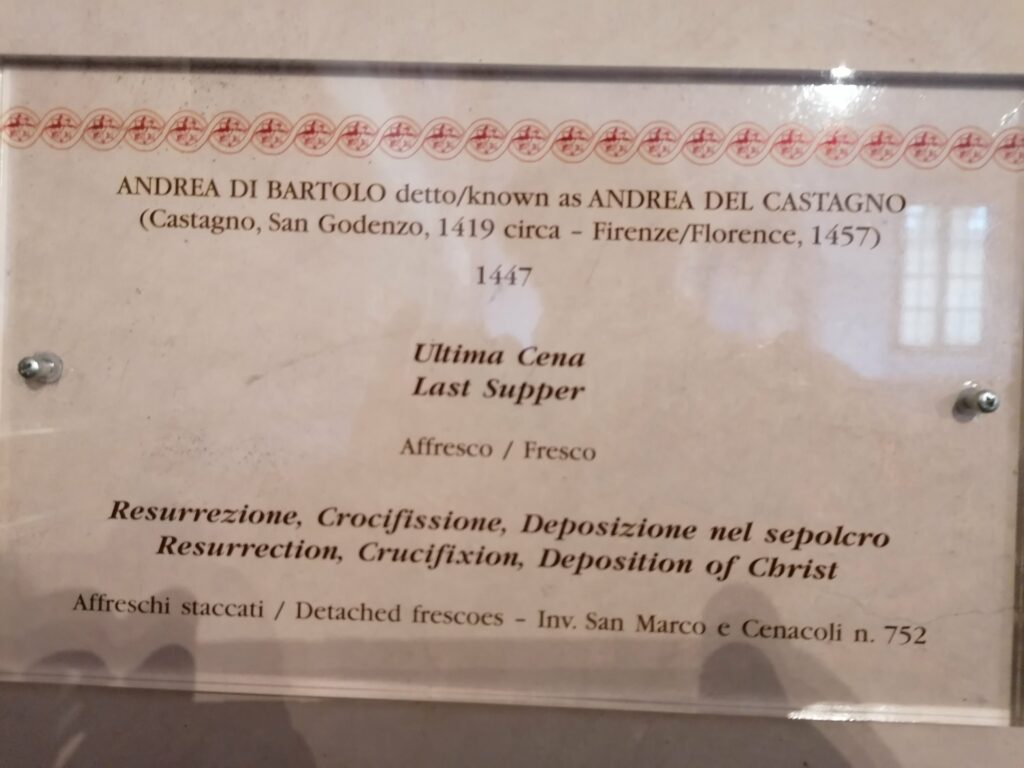 ANDREA DI BARTOLO detto/known as ANDREA DEL CASTAGNO
(Castagno, San Godenzo, 1419 circa – Firenze/Florence, 1457)
1447
Ultima Cena
Last Supper
Affresco / Fresco
Resurrezione, Crocifissione, Deposizione nel sepolcro
Resurrection, Crucifixion, Deposition of Christ
Affreschi staccati / Detached frescoes – Inv. San Marco e Cenacoli n. 752